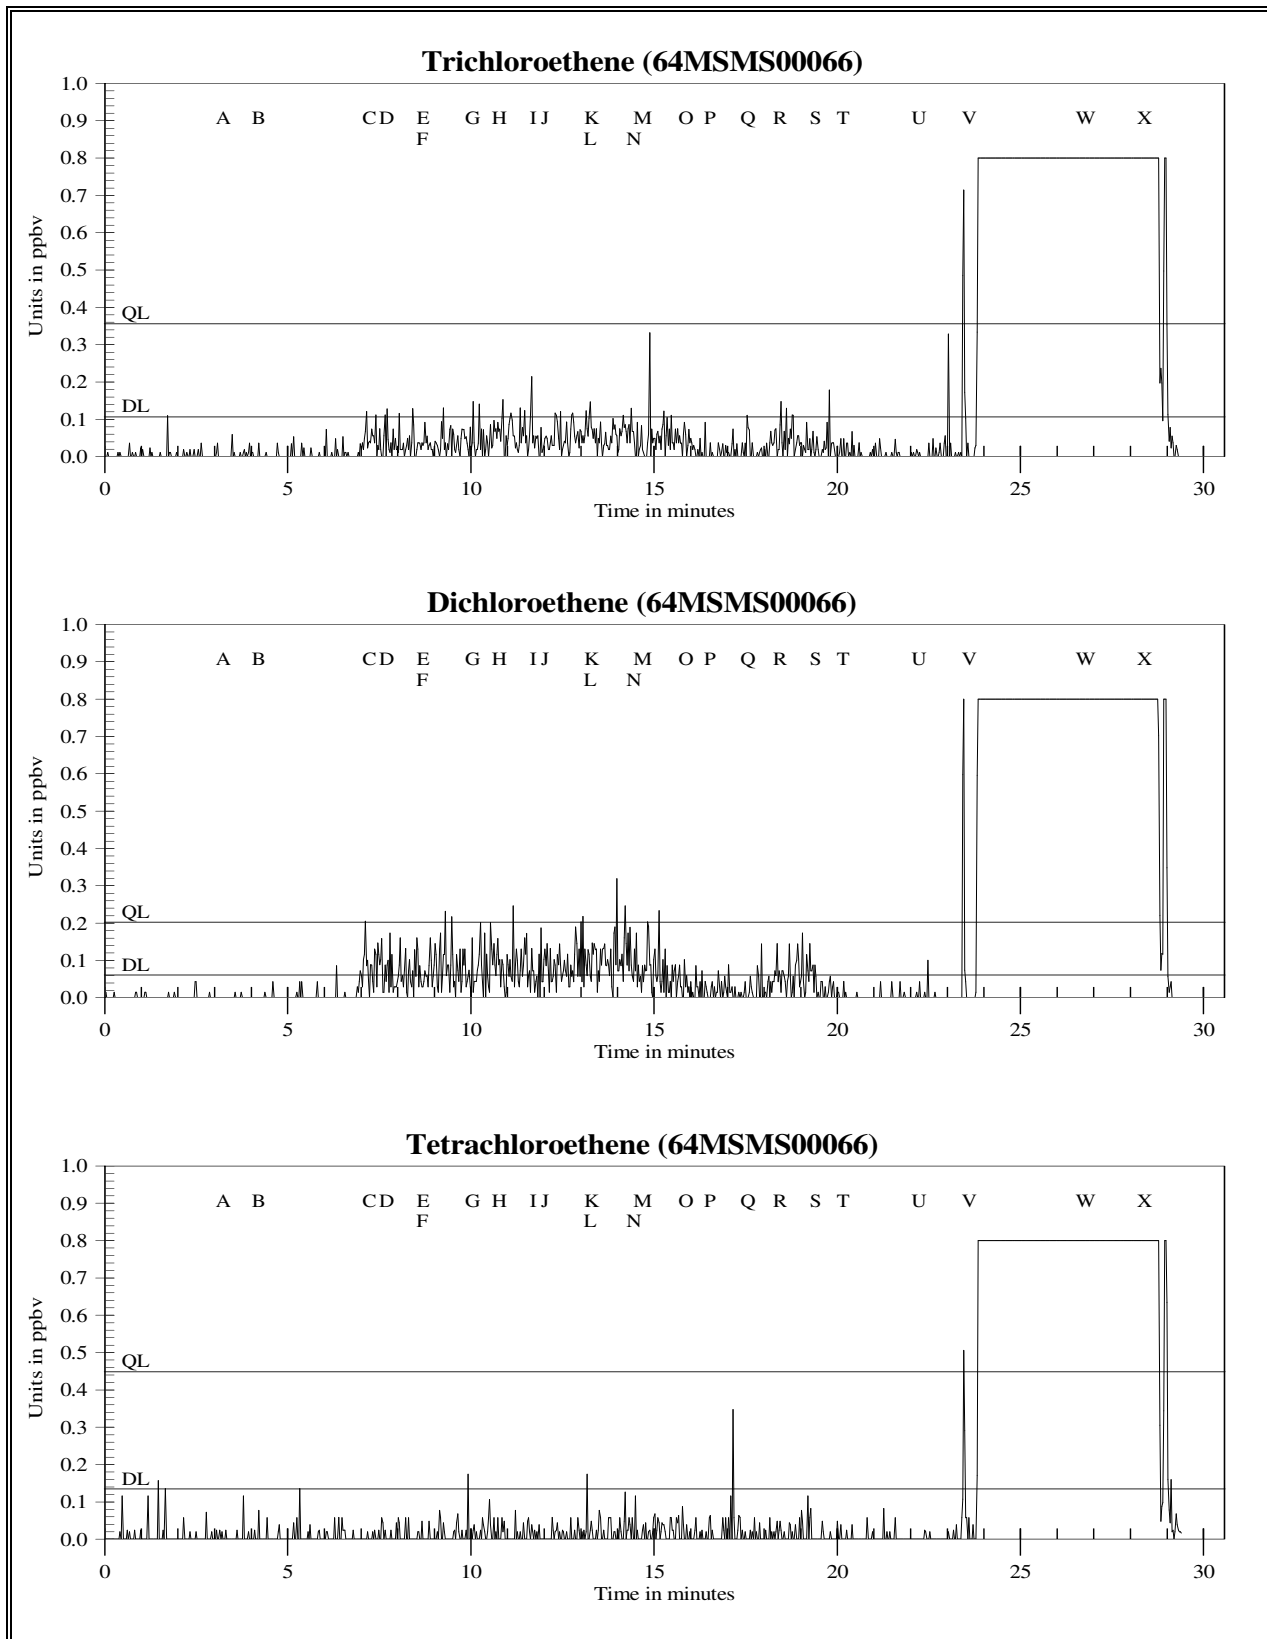 Trichloroethene (64MSMS00066)
1.0
0.9
0.8
0.7
0.6
0.5
0.4
0.3
0.2
0.1
0.0
Units in ppbv
A B C D E G H I J K M O P Q R S T U V W X
F L N
QL
DL
0 5 10 15 20 25 30
Time in minutes
Dichloroethene (64MSMS00066)
1.0
0.9
0.8
0.7
0.6
0.5
0.4
0.3
0.2
0.1
0.0
Units in ppbv
A B C D E G H I J K M O P Q R S T U V W X
F L N
QL
DL
0 5 10 15 20 25 30
Time in minutes
Tetrachloroethene (64MSMS00066)
1.0
0.9
0.8
0.7
0.6
0.5
0.4
0.3
0.2
0.1
0.0
Units in ppbv
A B C D E G H I J K M O P Q R S T U V W X
F L N
QL
DL
0 5 10 15 20 25 30
Time in minutes